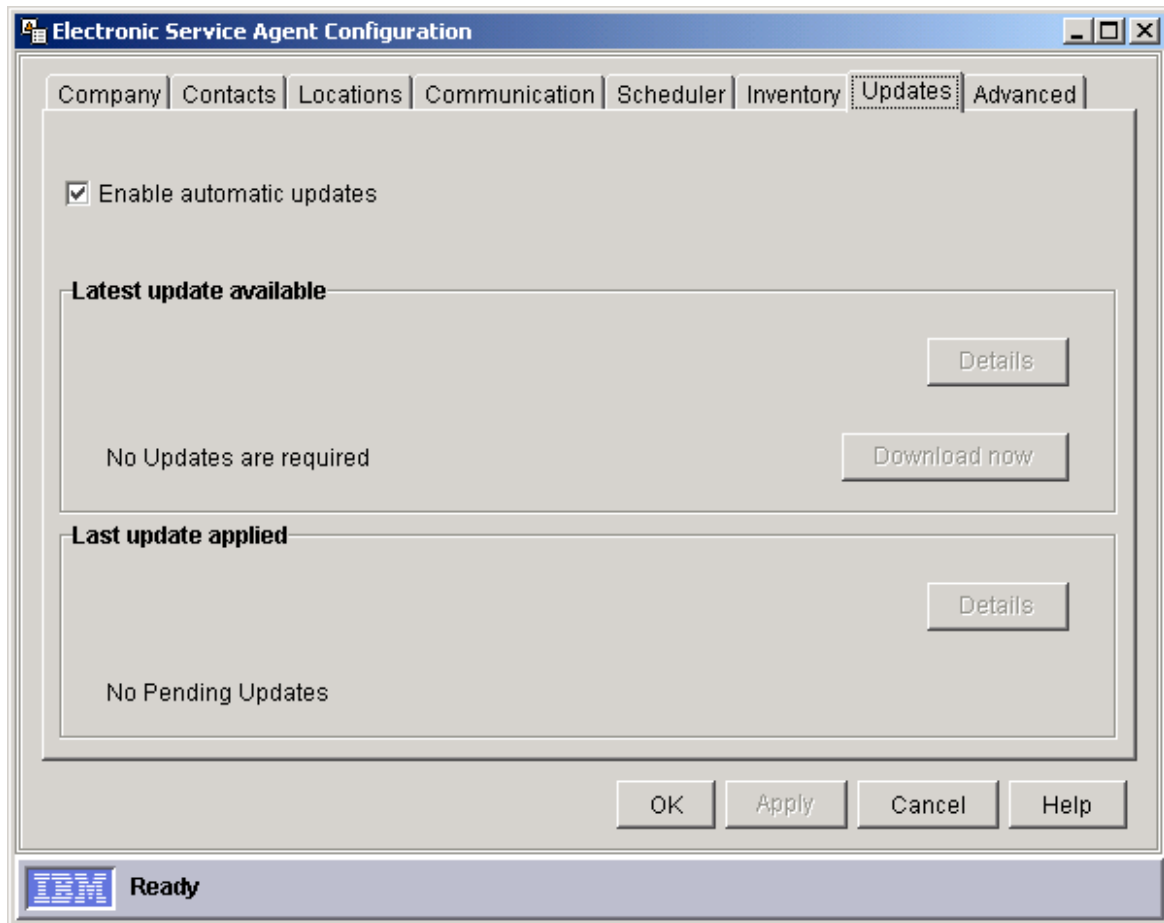 Electronic Service Agent Configuration
Company Contacts Locations Communication Scheduler Inventory Updates Advanced
Enable automatic updates
Latest update available
Details
No Updates are required Download now
Last update applied
Details
No Pending Updates
OK Apply Cancel Help
IBM Ready